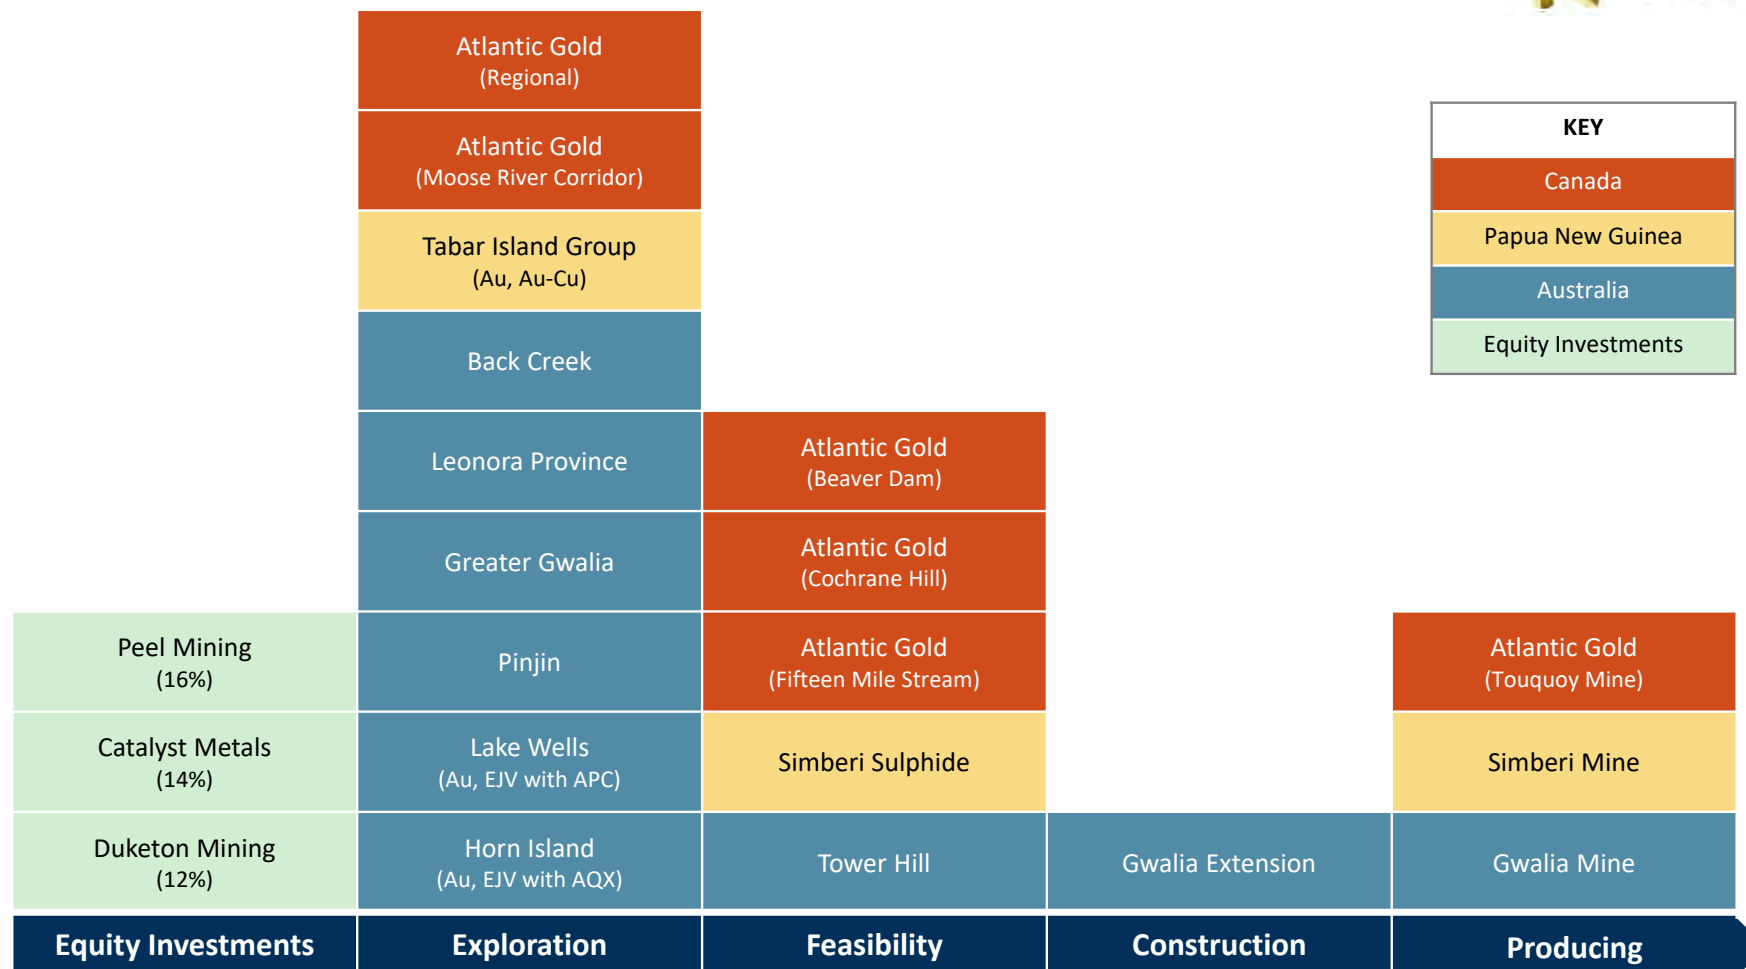 Atlantic Gold
(Regional)
Atlantic Gold
(Moose River Corridor)
Tabar Island Group
(Au, Au-Cu)
Back Creek
Leonora Province
Greater Gwalia
Pinjin
Lake Wells
(Au, EJV with APC)
Horn Island
(Au, EJV with AQX)
Peel Mining
(16%)
Catalyst Metals
(14%)
Duketon Mining
(12%)
Atlantic Gold
(Beaver Dam)
Atlantic Gold
(Cochrane Hill)
Atlantic Gold
(Fifteen Mile Stream)
Simberi Sulphide
Tower Hill
Gwalia Extension
Atlantic Gold
(Touquoy Mine)
Simberi Mine
Gwalia Mine
KEY
Canada
Papua New Guinea
Australia
Equity Investments
Equity Investments
Exploration
Feasibility
Construction
Producing